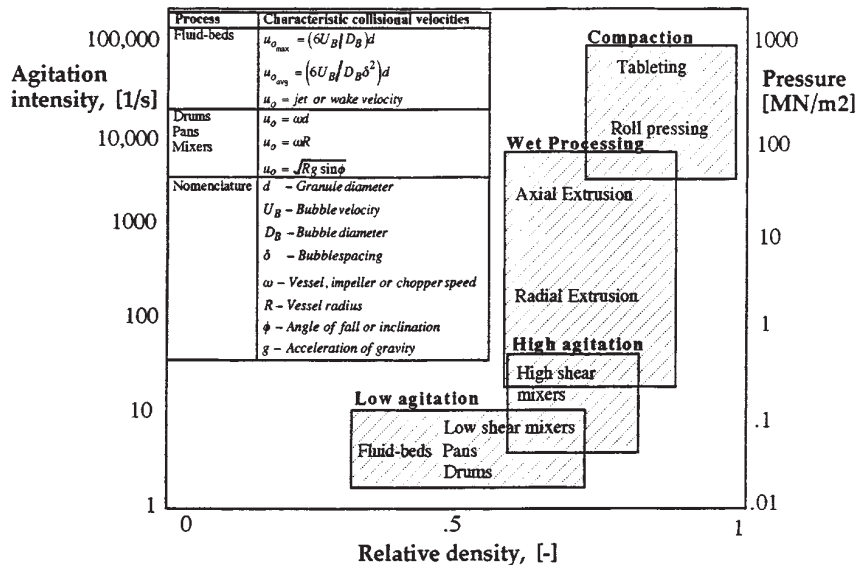 Process Characteristic collisional velocities
Fluid-beds u_{o_max} = (6U_B/D_B)d
u_{o_avg} = (6U_B/D_Bδ²)d
u_o = jet or wake velocity
Drums u_o = ωd
Pans
Mixers u_o = ωR
u_o = √Rg sinϕ
Nomenclature d – Granule diameter
U_B – Bubble velocity
D_B – Bubble diameter
δ – Bubblespacing
ω – Vessel, impeller or chopper speed
R – Vessel radius
ϕ – Angle of fall or inclination
g – Acceleration of gravity
Agitation
intensity, [1/s]
100,000
10,000
1000
100
10
1
Compaction
Tableting
Roll pressing
Wet Processing
Axial Extrusion
Radial Extrusion
High agitation
High shear
mixers
Low agitation
Low shear mixers
Fluid-beds Pans
Drums
Pressure
[MN/m2]
1000
100
10
1
.1
.01
0 .5 1
Relative density, [-]